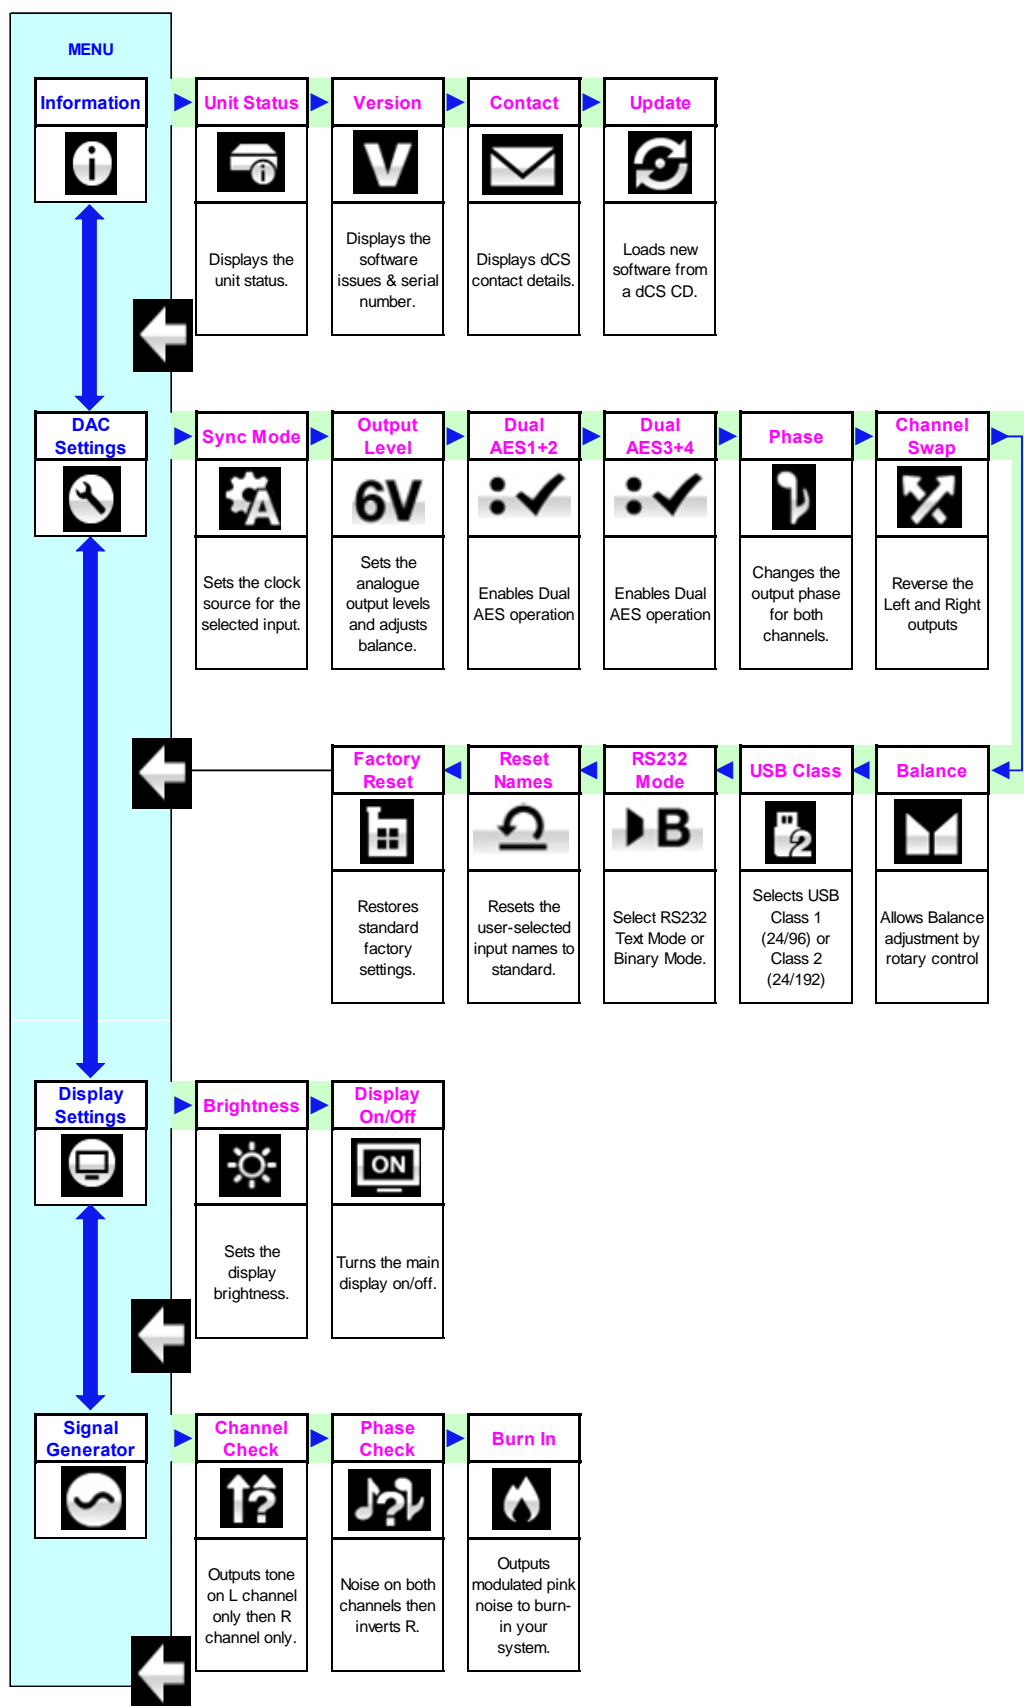 MENU
Information
Unit Status
Version
Contact
Update
V
Displays the
unit status.
Displays the
software
issues & serial
number.
Displays dCS
contact details.
Loads new
software from
a dCS CD.
DAC
Settings
Sync Mode
Output
Level
Dual
AES1+2
Dual
AES3+4
Phase
Channel
Swap
A
6V
Sets the clock
source for the
selected input.
Sets the
analogue
output levels
and adjusts
balance.
Enables Dual
AES operation
Enables Dual
AES operation
Changes the
output phase
for both
channels.
Reverse the
Left and Right
outputs
Factory
Reset
Reset
Names
RS232
Mode
USB Class
Balance
B
2
Restores
standard
factory
settings.
Resets the
user-selected
input names to
standard.
Select RS232
Text Mode or
Binary Mode.
Selects USB
Class 1
(24/96) or
Class 2
(24/192)
Allows Balance
adjustment by
rotary control
Display
Settings
Brightness
Display
On/Off
ON
Sets the
display
brightness.
Turns the main
display on/off.
Signal
Generator
Channel
Check
Phase
Check
Burn In
?
?
Outputs tone
on L channel
only then R
channel only.
Noise on both
channels then
inverts R.
Outputs
modulated pink
noise to burn-
in your
system.